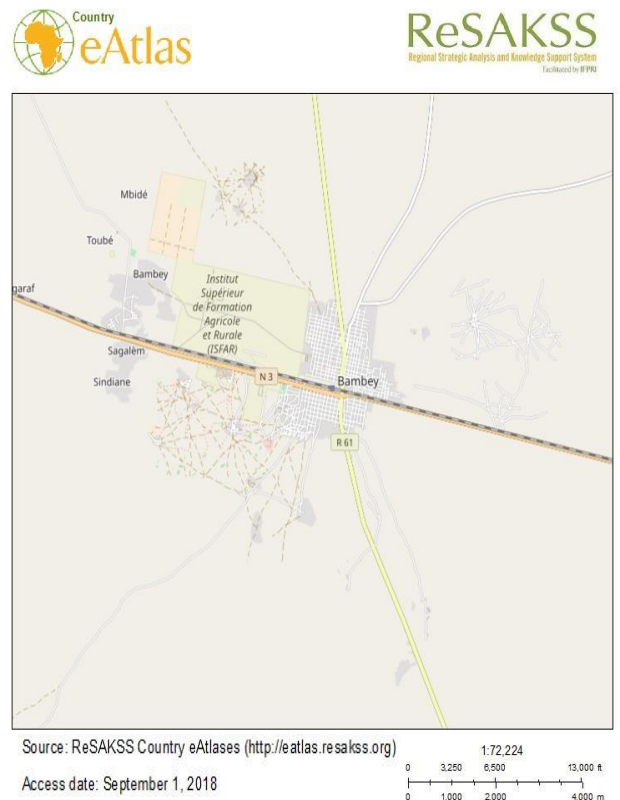 Country
eAtlas
ReSAKSS
Regional Strategic Analysis and Knowledge Support System
Facilitated by IFPRI
Mbidé
Toubé
Bambey
garaf
Institut
Supérieur
de Formation
Agricole
et Rurale
(ISFAR)
Sagalem
Sindiane
N 3
Bambey
R 61
Source: ReSAKSS Country eAtlases (http://eatlas.resakss.org)
Access date: September 1, 2018
1:72,224
0 3,250 6,500 13,000 ft
0 1,000 2,000 4,000 m